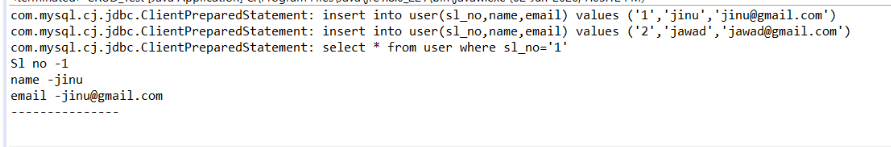 com.mysql.cj.jdbc.ClientPreparedStatement: insert into user(sl_no,name,email) values ('1','jinu','jinu@gmail.com')
com.mysql.cj.jdbc.ClientPreparedStatement: insert into user(sl_no,name,email) values ('2','jawad','jawad@gmail.com')
com.mysql.cj.jdbc.ClientPreparedStatement: select * from user where sl_no='1'
Sl no -1
name -jinu
email -jinu@gmail.com
---------------